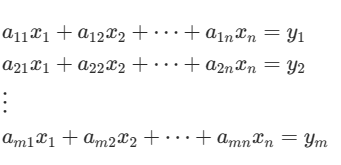 a₁₁x₁ + a₁₂x₂ + ⋯ + a₁ₙxₙ = y₁
a₂₁x₁ + a₂₂x₂ + ⋯ + a₂ₙxₙ = y₂
⋮
aₘ₁x₁ + aₘ₂x₂ + ⋯ + aₘₙxₙ = yₘ